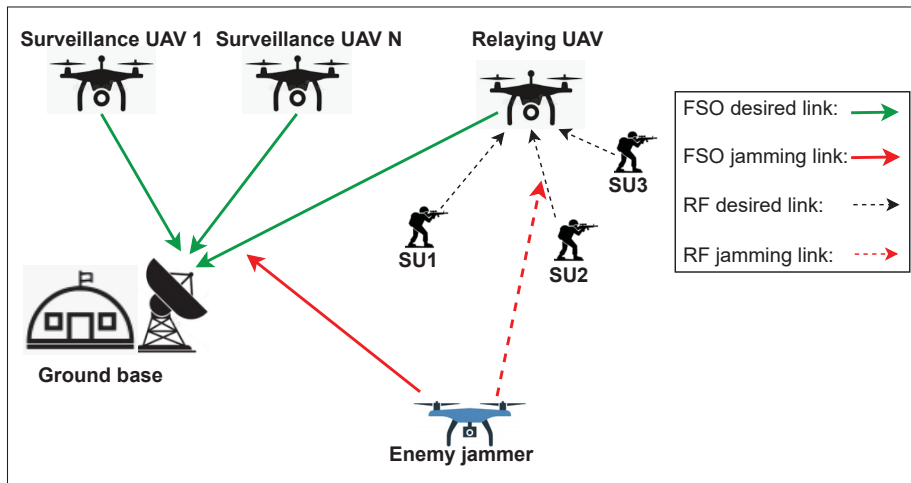 Surveillance UAV 1
Surveillance UAV N
Relaying UAV
FSO desired link:
FSO jamming link:
RF desired link:
RF jamming link:
SU3
SU1
SU2
Ground base
Enemy jammer